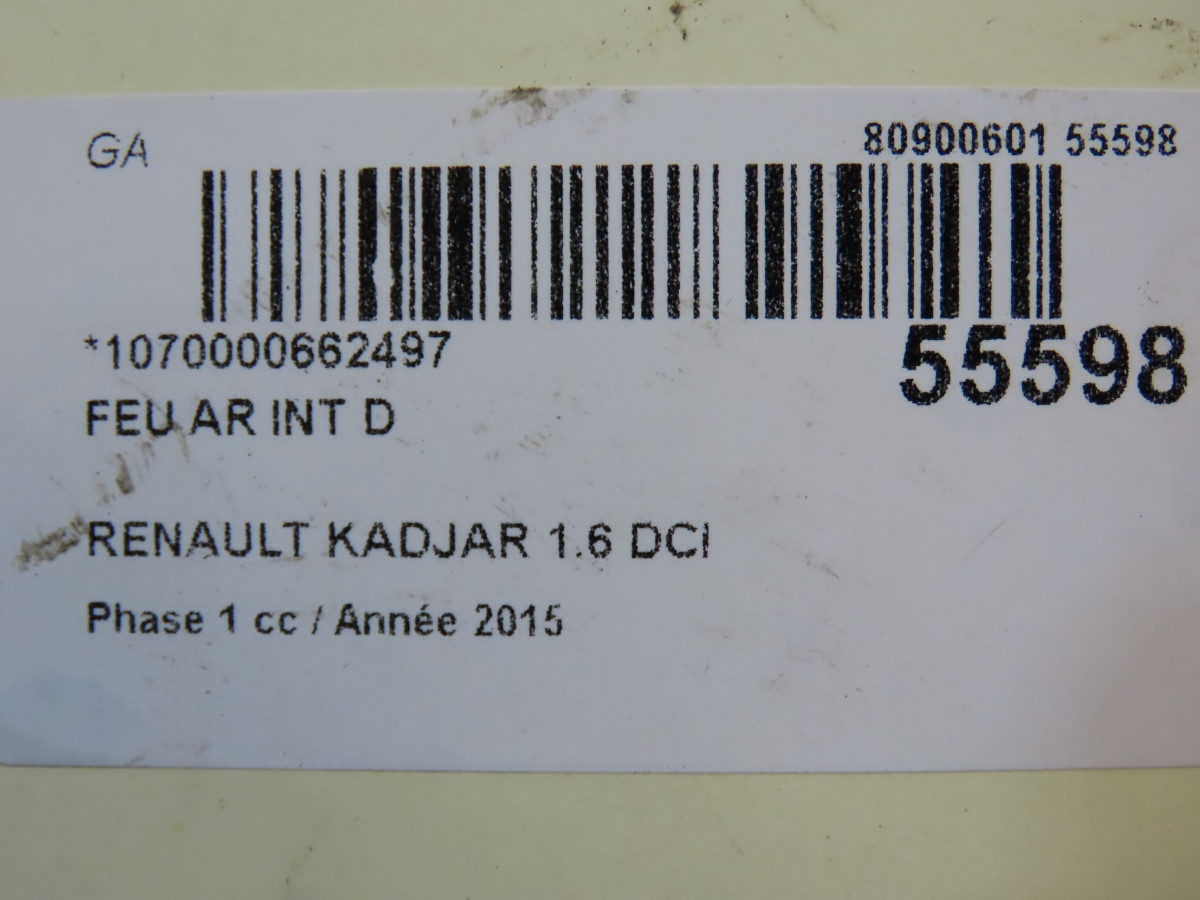 GA
80900601 55598
*1070000662497
55598
FEU AR INT D
RENAULT KADJAR 1.6 DCI
Phase 1 cc / Année 2015